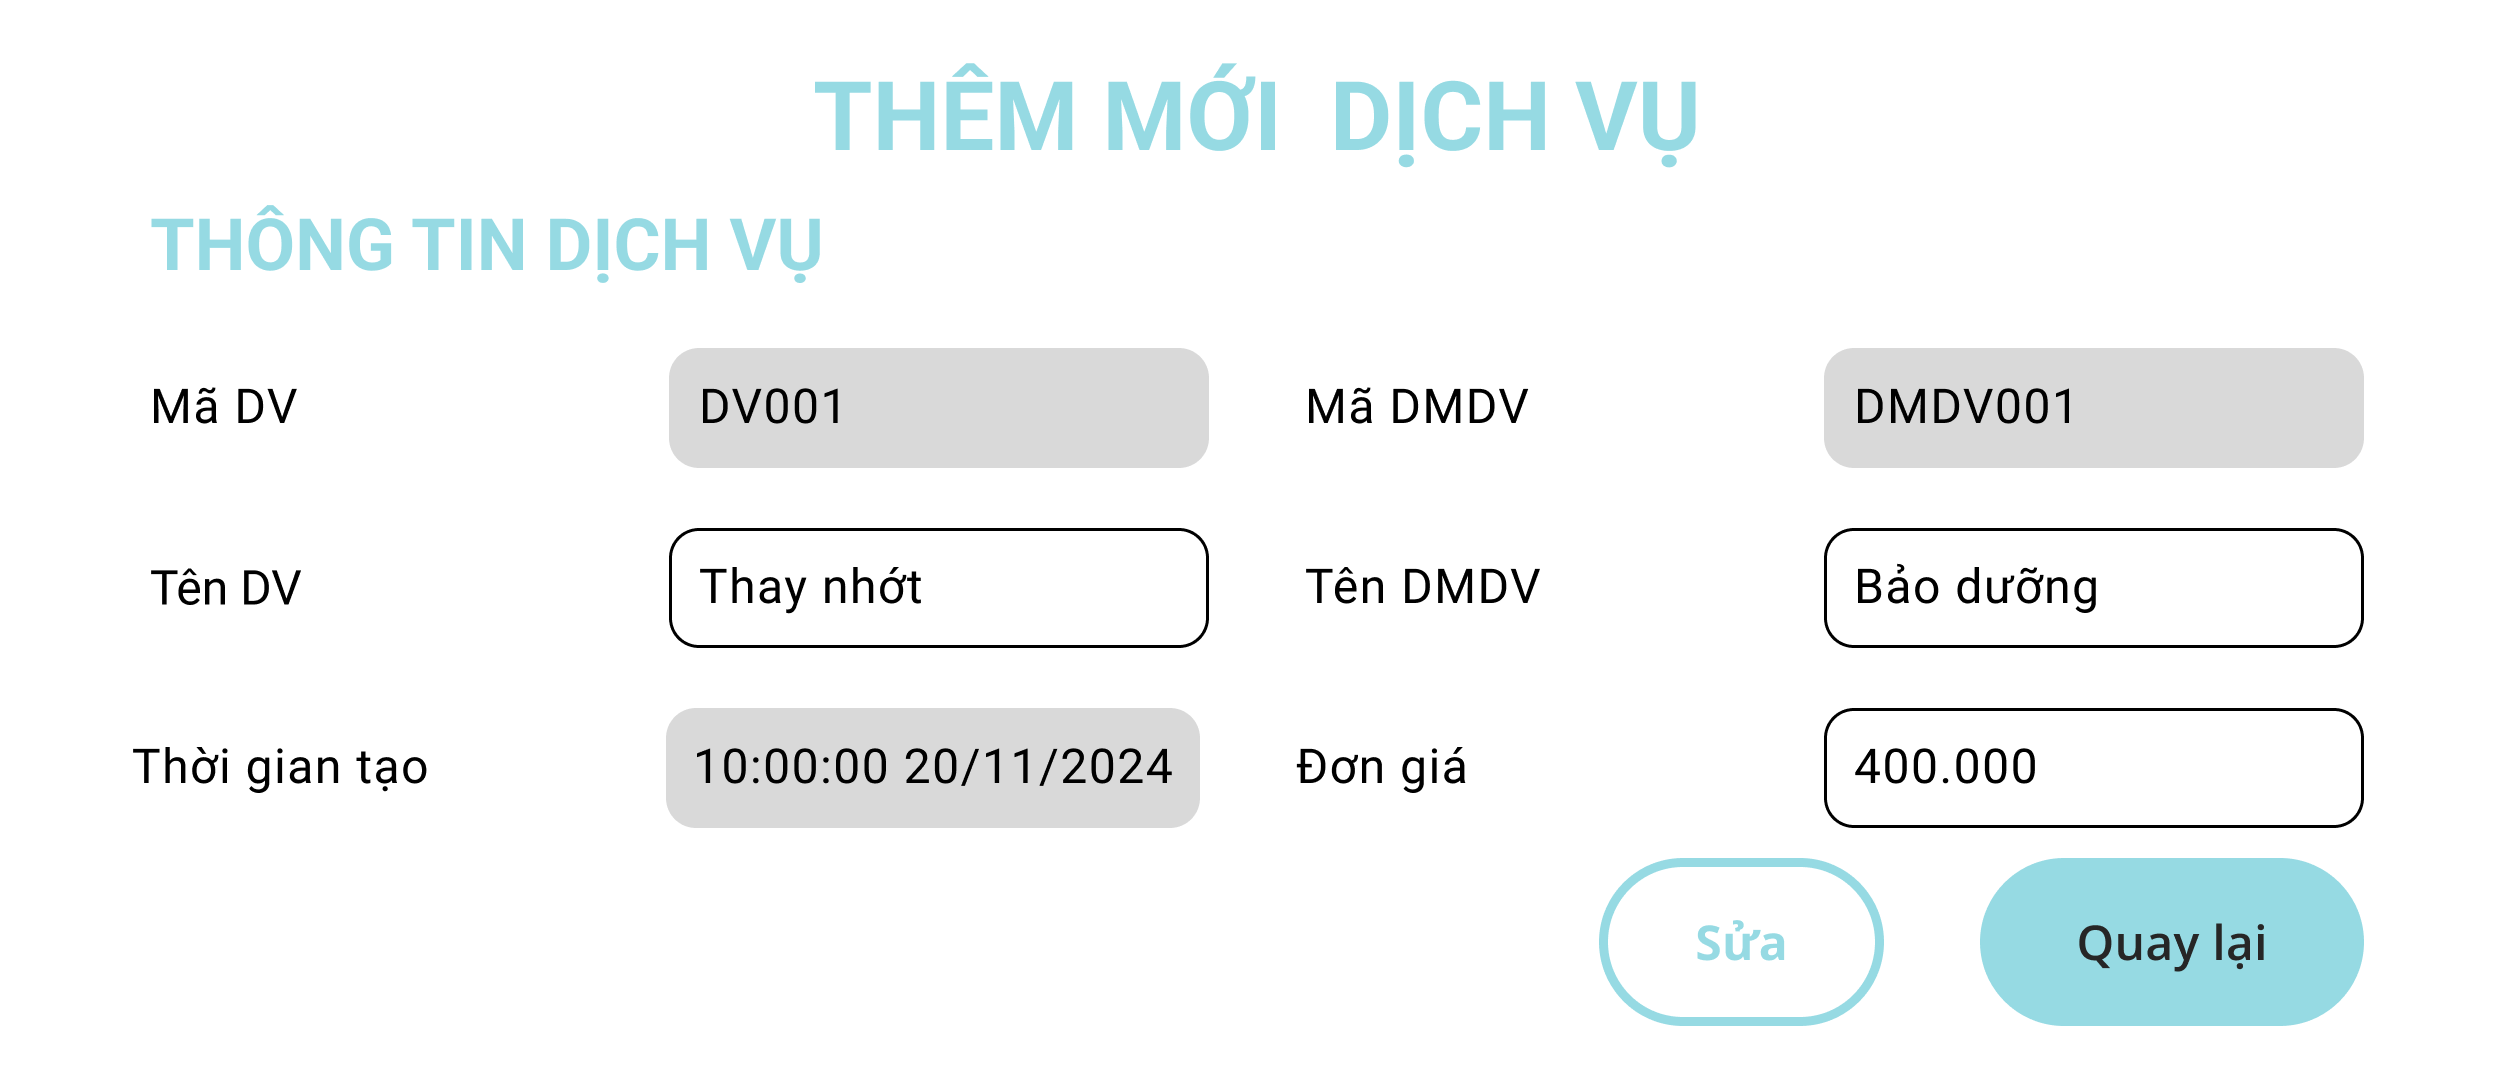 THÊM MỚI DỊCH VỤ
THÔNG TIN DỊCH VỤ
Mã DV DV001 Mã DMDV DMDV001
Tên DV Thay nhớt Tên DMDV Bảo dưỡng
Thời gian tạo 10:00:00 20/11/2024 Đơn giá 400.000
Sửa Quay lại